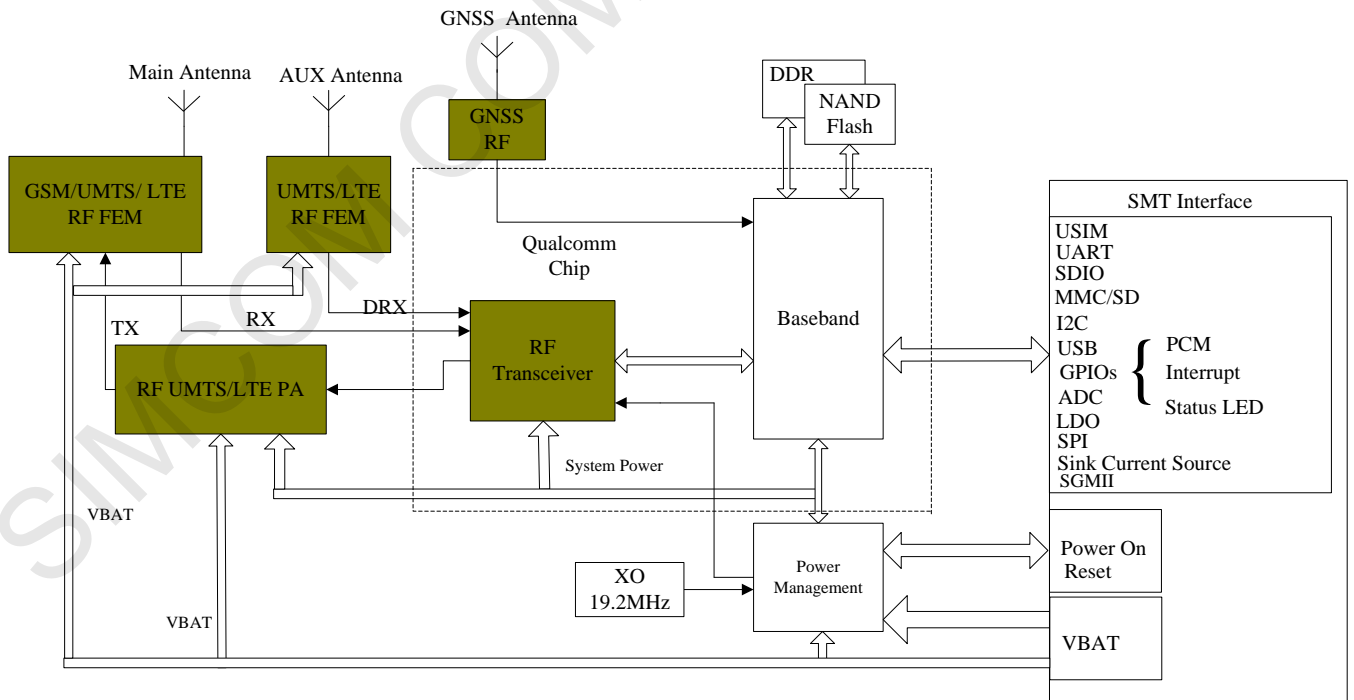 GNSS Antenna
Main Antenna
AUX Antenna
DDR
NAND
Flash
GNSS
RF
GSM/UMTS/ LTE
RF FEM
UMTS/LTE
RF FEM
Qualcomm
Chip
SMT Interface
USIM
UART
SDIO
MMC/SD
I2C
USB
GPIOs
ADC
LDO
SPI
Sink Current Source
SGMII
{
PCM
Interrupt
Status LED
DRX
RX
TX
Baseband
RF
Transceiver
RF UMTS/LTE PA
System Power
VBAT
Power
Management
Power On
Reset
XO
19.2MHz
VBAT
VBAT
SIMCOM COM